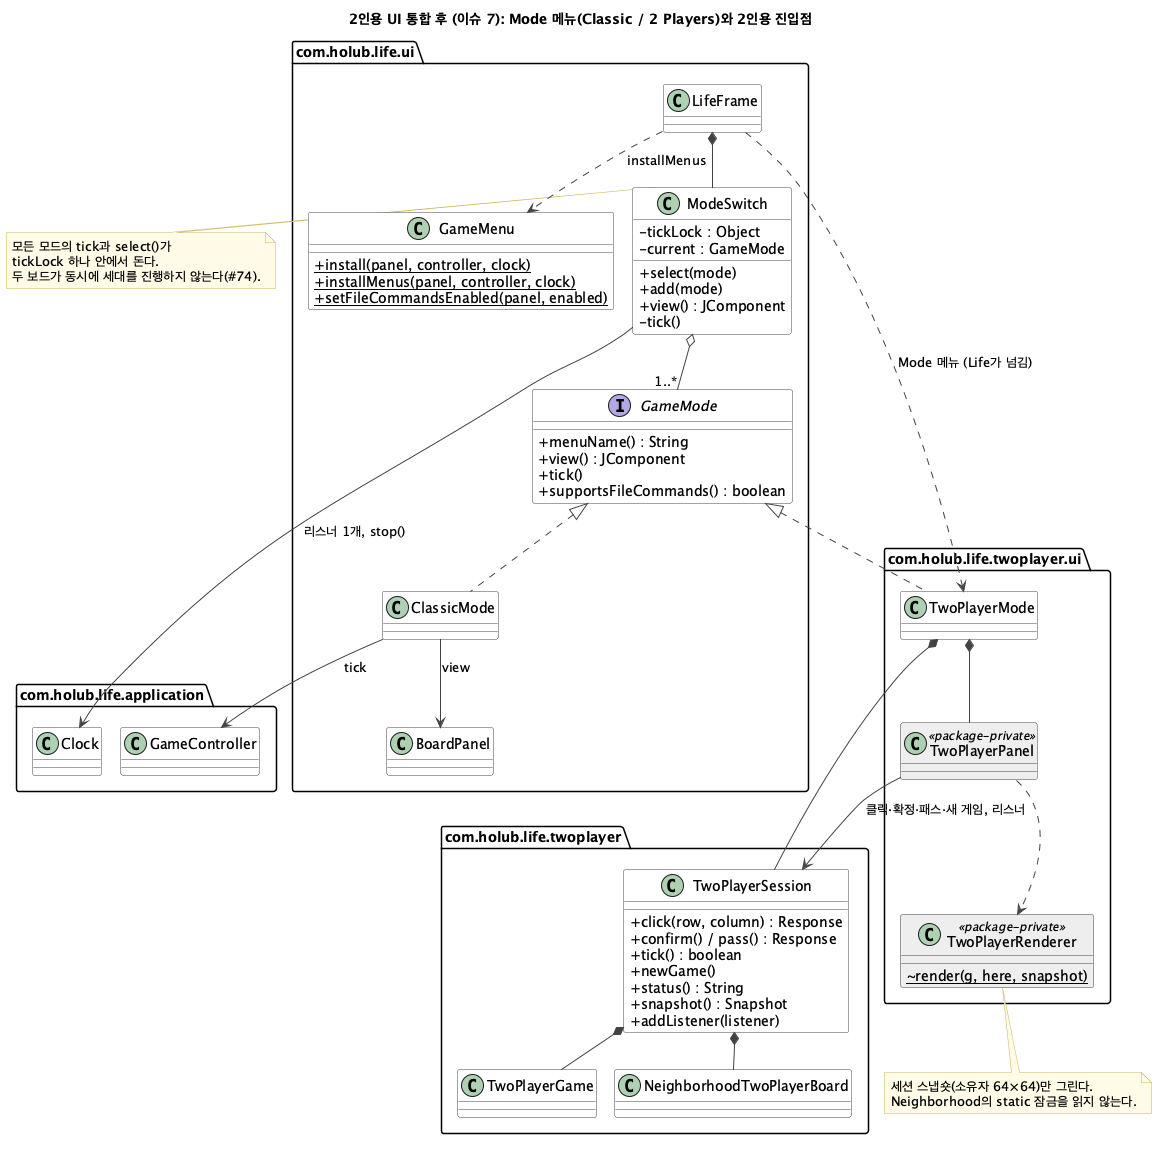 2인용 UI 통합 후 (이슈 7): Mode 메뉴(Classic / 2 Players)와 2인용 진입점
com.holub.life.ui
C LifeFrame
installMenus
C ModeSwitch
-tickLock : Object
-current : GameMode
+select(mode)
+add(mode)
+view() : JComponent
-tick()
C GameMenu
+install(panel, controller, clock)
+installMenus(panel, controller, clock)
+setFileCommandsEnabled(panel, enabled)
모든 모드의 tick과 select()가
tickLock 하나 안에서 돈다.
두 보드가 동시에 세대를 진행하지 않는다(#74).
Mode 메뉴 (Life가 넘김)
1..*
I GameMode
+menuName() : String
+view() : JComponent
+tick()
+supportsFileCommands() : boolean
리스너 1개, stop()
com.holub.life.twoplayer.ui
C ClassicMode
C TwoPlayerMode
tick
view
com.holub.life.application
C Clock
C GameController
C BoardPanel
C «package-private»
TwoPlayerPanel
클릭·확정·패스·새 게임, 리스너
com.holub.life.twoplayer
C TwoPlayerSession
+click(row, column) : Response
+confirm() / pass() : Response
+tick() : boolean
+newGame()
+status() : String
+snapshot() : Snapshot
+addListener(listener)
C «package-private»
TwoPlayerRenderer
~render(g, here, snapshot)
C TwoPlayerGame
C NeighborhoodTwoPlayerBoard
세션 스냅숏(소유자 64×64)만 그린다.
Neighborhood의 static 잠금을 읽지 않는다.